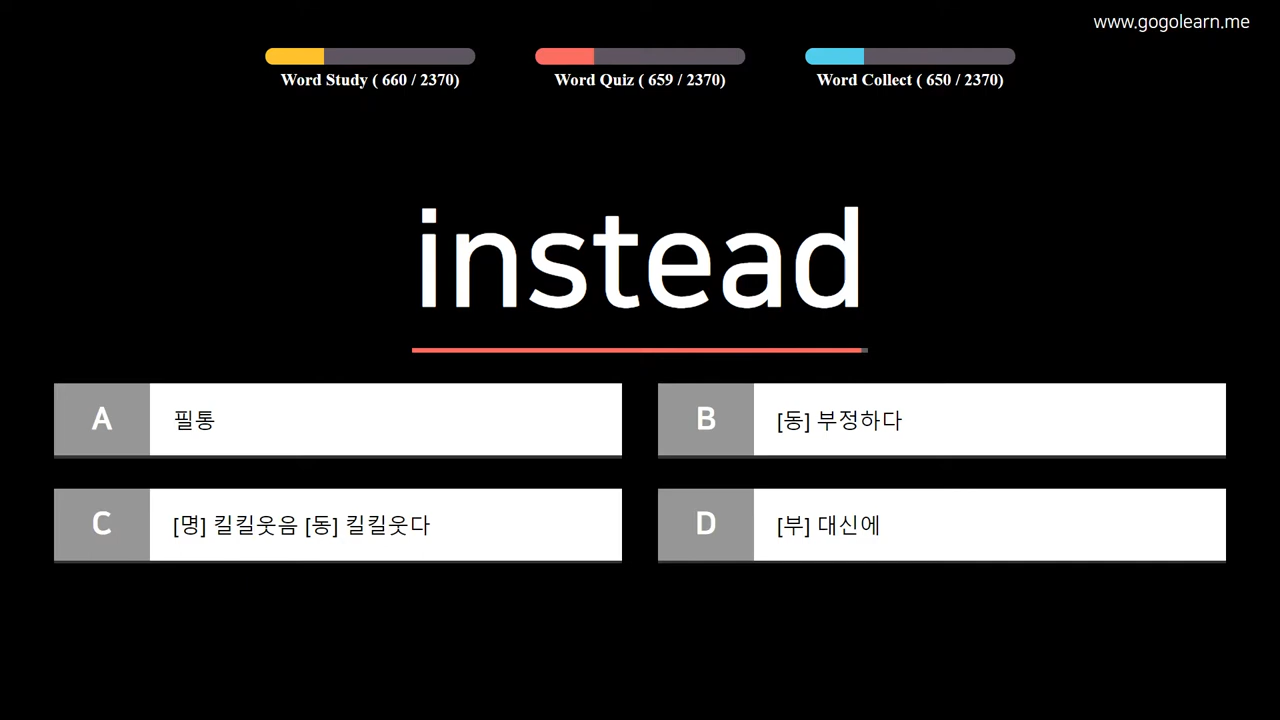 www.gogolearn.me
Word Study ( 660 / 2370)
Word Quiz ( 659 / 2370)
Word Collect ( 650 / 2370)
instead
A 필통
B [동] 부정하다
C [명] 킬킬웃음 [동] 킬킬웃다
D [부] 대신에